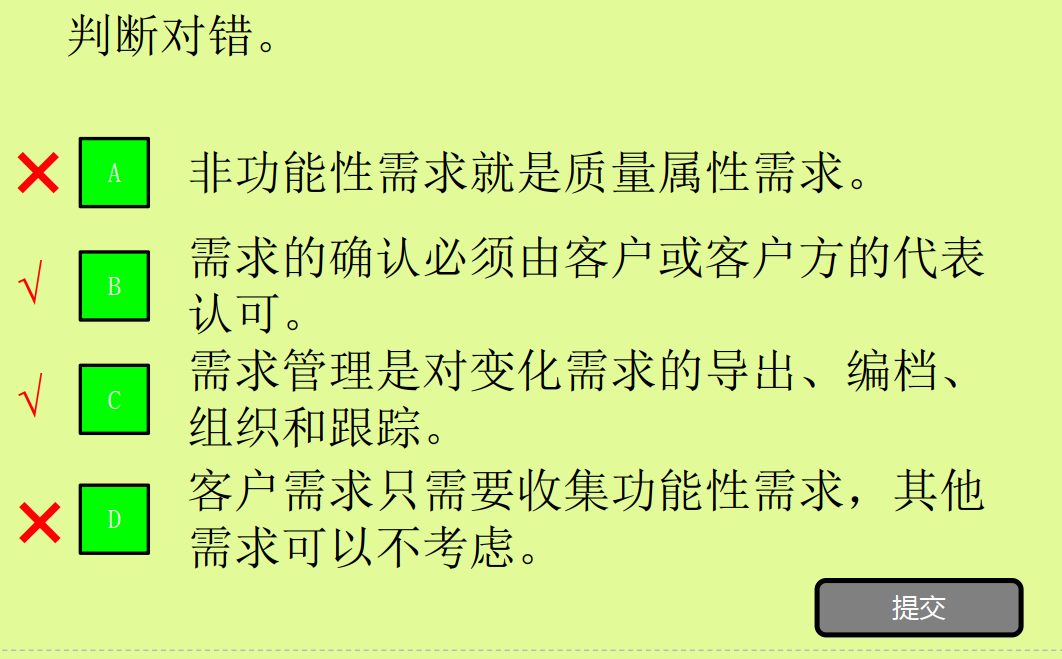 判断对错。
× A 非功能性需求就是质量属性需求。
√ B 需求的确认必须由客户或客户方的代表
认可。
√ C 需求管理是对变化需求的导出、编档、
组织和跟踪。
× D 客户需求只需要收集功能性需求，其他
需求可以不考虑。
提交